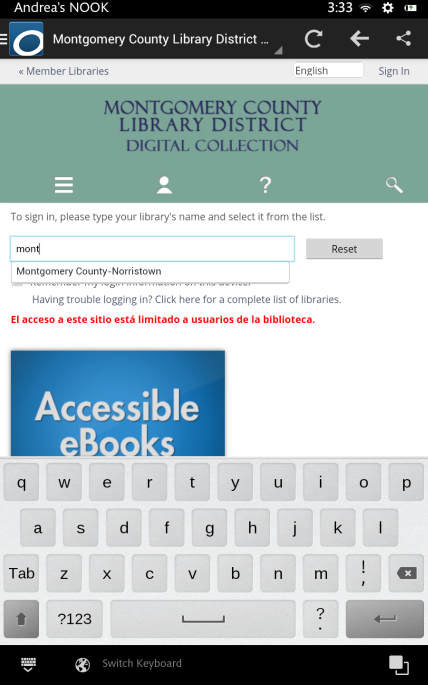 Andrea's NOOK 3:33
Montgomery County Library District ...
« Member Libraries English Sign In
MONTGOMERY COUNTY
LIBRARY DISTRICT
DIGITAL COLLECTION
?
To sign in, please type your library's name and select it from the list.
mont Reset
Montgomery County-Norristown
Remember my login information on this device.
Having trouble logging in? Click here for a complete list of libraries.
El acceso a este sitio está limitado a usuarios de la biblioteca.
Accessible
eBooks
q w e r t y u i o p
a s d f g h j k l
Tab z x c v b n m ! ,
?123 ? .
Switch Keyboard